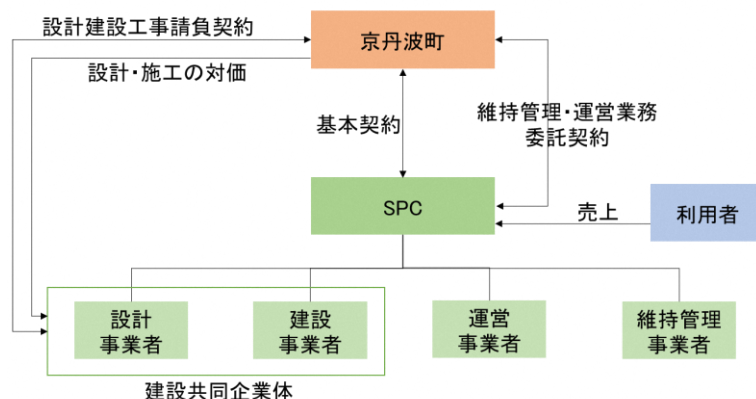 設計建設工事請負契約
京丹波町
設計・施工の対価
基本契約
維持管理・運営業務
委託契約
SPC
売上
利用者
設計
事業者
建設
事業者
運営
事業者
維持管理
事業者
建設共同企業体